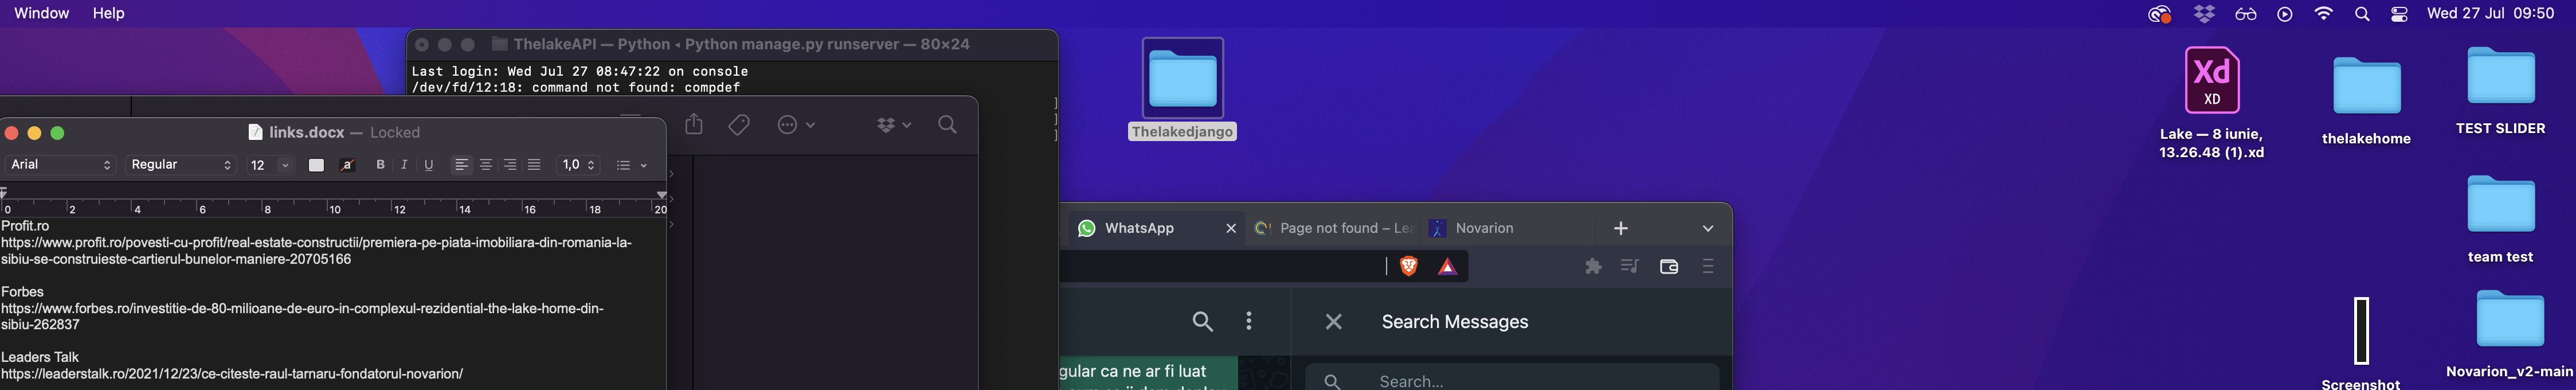 Window Help
Wed 27 Jul 09:50
ThelakeAPI — Python ◂ Python manage.py runserver — 80×24
Last login: Wed Jul 27 08:47:22 on console
/dev/fd/12:18: command not found: compdef
]
]
]
links.docx — Locked
Arial Regular 12 a B I U 1,0
0 2 4 6 8 10 12 14 16 18 20
Profit.ro
https://www.profit.ro/povesti-cu-profit/real-estate-constructii/premiera-pe-piata-imobiliara-din-romania-la-
sibiu-se-construieste-cartierul-bunelor-maniere-20705166
Forbes
https://www.forbes.ro/investitie-de-80-milioane-de-euro-in-complexul-rezidential-the-lake-home-din-
sibiu-262837
Leaders Talk
https://leaderstalk.ro/2021/12/23/ce-citeste-raul-tarnaru-fondatorul-novarion/
Thelakedjango
WhatsApp
Page not found – Lea
Novarion
Search Messages
gular ca ne ar fi luat
Search...
Xd
XD
Lake — 8 iunie,
13.26.48 (1).xd
thelakehome
TEST SLIDER
team test
Screenshot
Novarion_v2-main